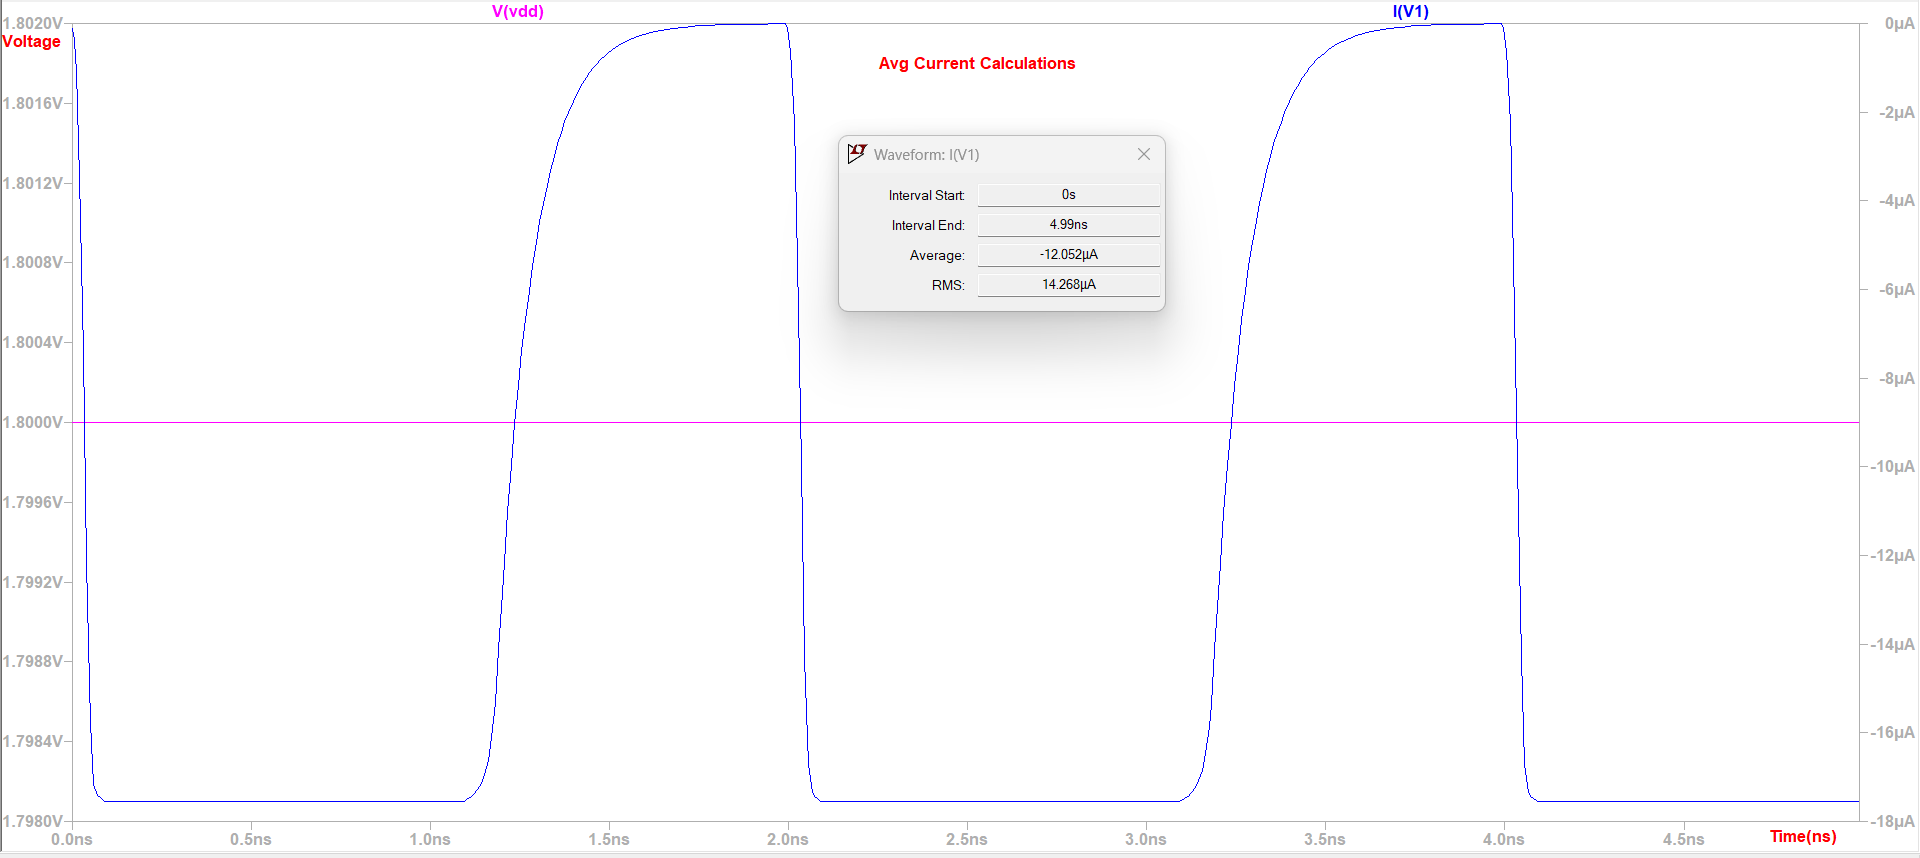 V(vdd) I(V1)
1.8020V 0µA
Voltage
Avg Current Calculations
1.8016V -2µA
Waveform: I(V1)
1.8012V -4µA
Interval Start: 0s
Interval End: 4.99ns
Average: -12.052µA
RMS: 14.268µA
1.8008V -6µA
1.8004V -8µA
1.8000V -10µA
1.7996V -12µA
1.7992V -14µA
1.7988V -16µA
1.7984V
1.7980V -18µA
0.0ns 0.5ns 1.0ns 1.5ns 2.0ns 2.5ns 3.0ns 3.5ns 4.0ns 4.5ns Time(ns)